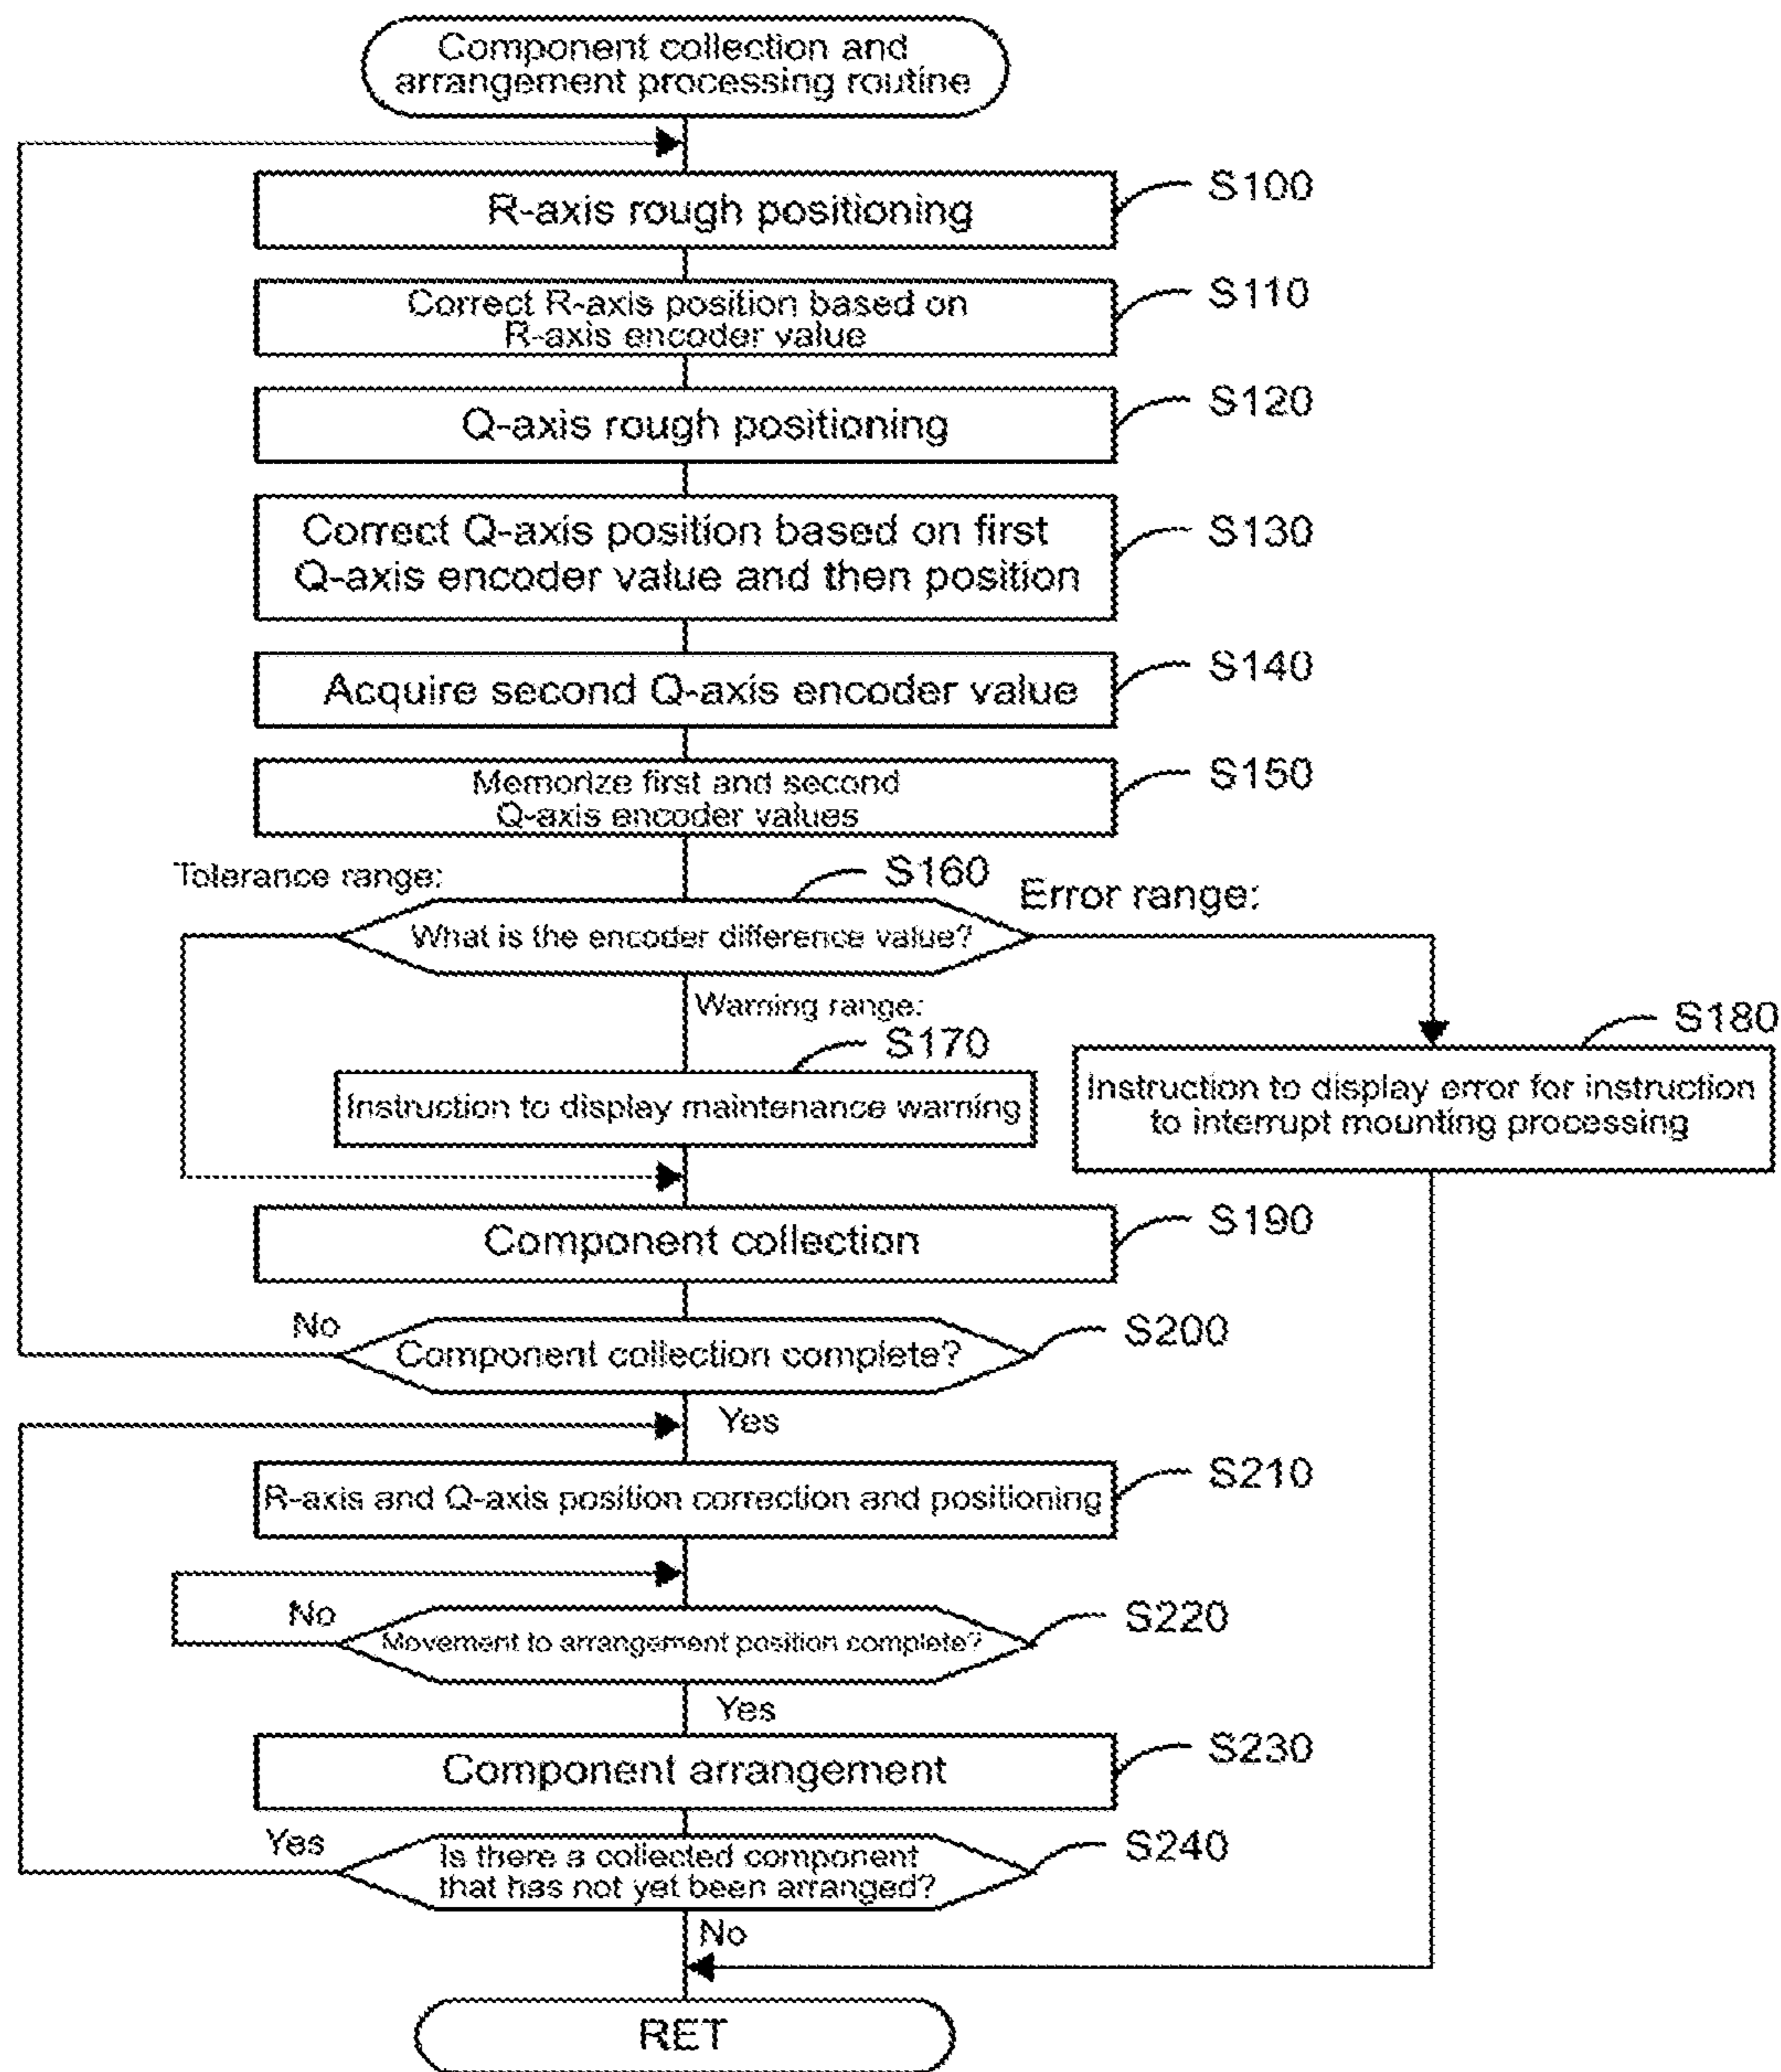 Component collection and
arrangement processing routine
R-axis rough positioning
S100
Correct R-axis position based on
R-axis encoder value
S110
Q-axis rough positioning
S120
Correct Q-axis position based on first
Q-axis encoder value and then position
S130
Acquire second Q-axis encoder value
S140
Memorize first and second
Q-axis encoder values
S150
Tolerance range:
S160
Error range:
What is the encoder difference value?
Warning range:
S170
S180
Instruction to display maintenance warning
Instruction to display error for instruction
to interrupt mounting processing
Component collection
S190
No
Component collection complete?
S200
Yes
R-axis and Q-axis position correction and positioning
S210
No
Movement to arrangement position complete?
S220
Yes
Component arrangement
S230
Yes
Is there a collected component
that has not yet been arranged?
S240
No
RET